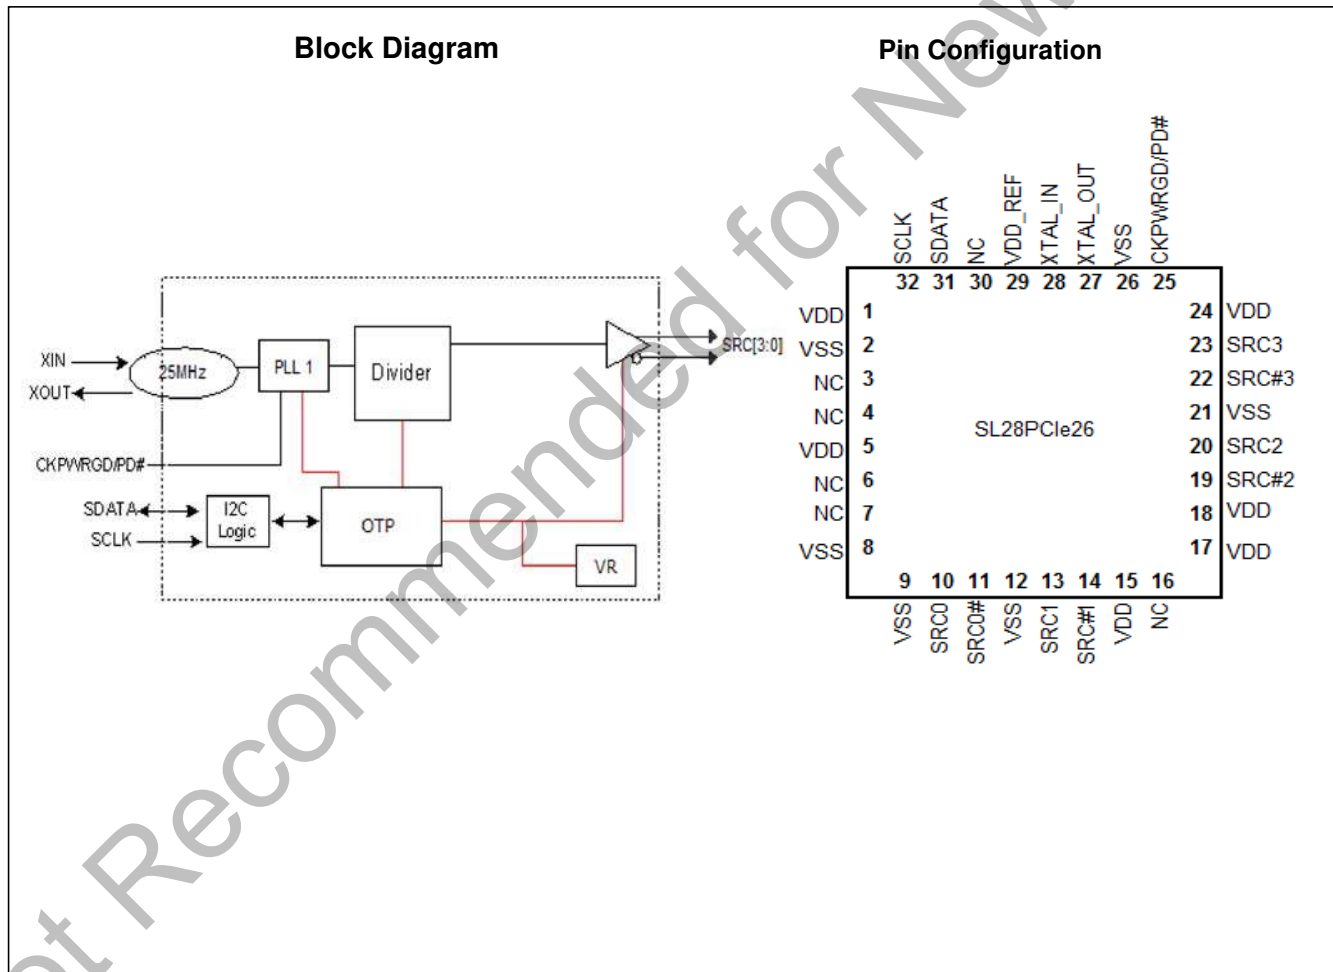 Block Diagram
Pin Configuration
XIN
XOUT
25MHz
PLL 1
Divider
SRC[3:0]
CKPWRGD/PD#
SDATA
SCLK
I2C
Logic
OTP
VR
SCLK
SDATA
NC
VDD_REF
XTAL_IN
XTAL_OUT
VSS
CKPWRGD/PD#
32 31 30 29 28 27 26 25
VDD 1
VSS 2
NC 3
NC 4
VDD 5
NC 6
NC 7
VSS 8
SL28PCIe26
24 VDD
23 SRC3
22 SRC#3
21 VSS
20 SRC2
19 SRC#2
18 VDD
17 VDD
9 10 11 12 13 14 15 16
VSS
SRC0
SRC0#
VSS
SRC1
SRC#1
VDD
NC
ot Recommended for New